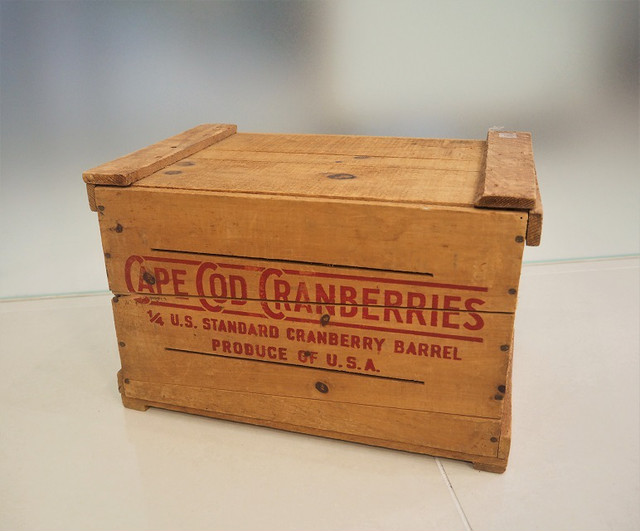 CAPE COD CRANBERRIES
¼ U.S. STANDARD CRANBERRY BARREL
PRODUCE OF U.S.A.